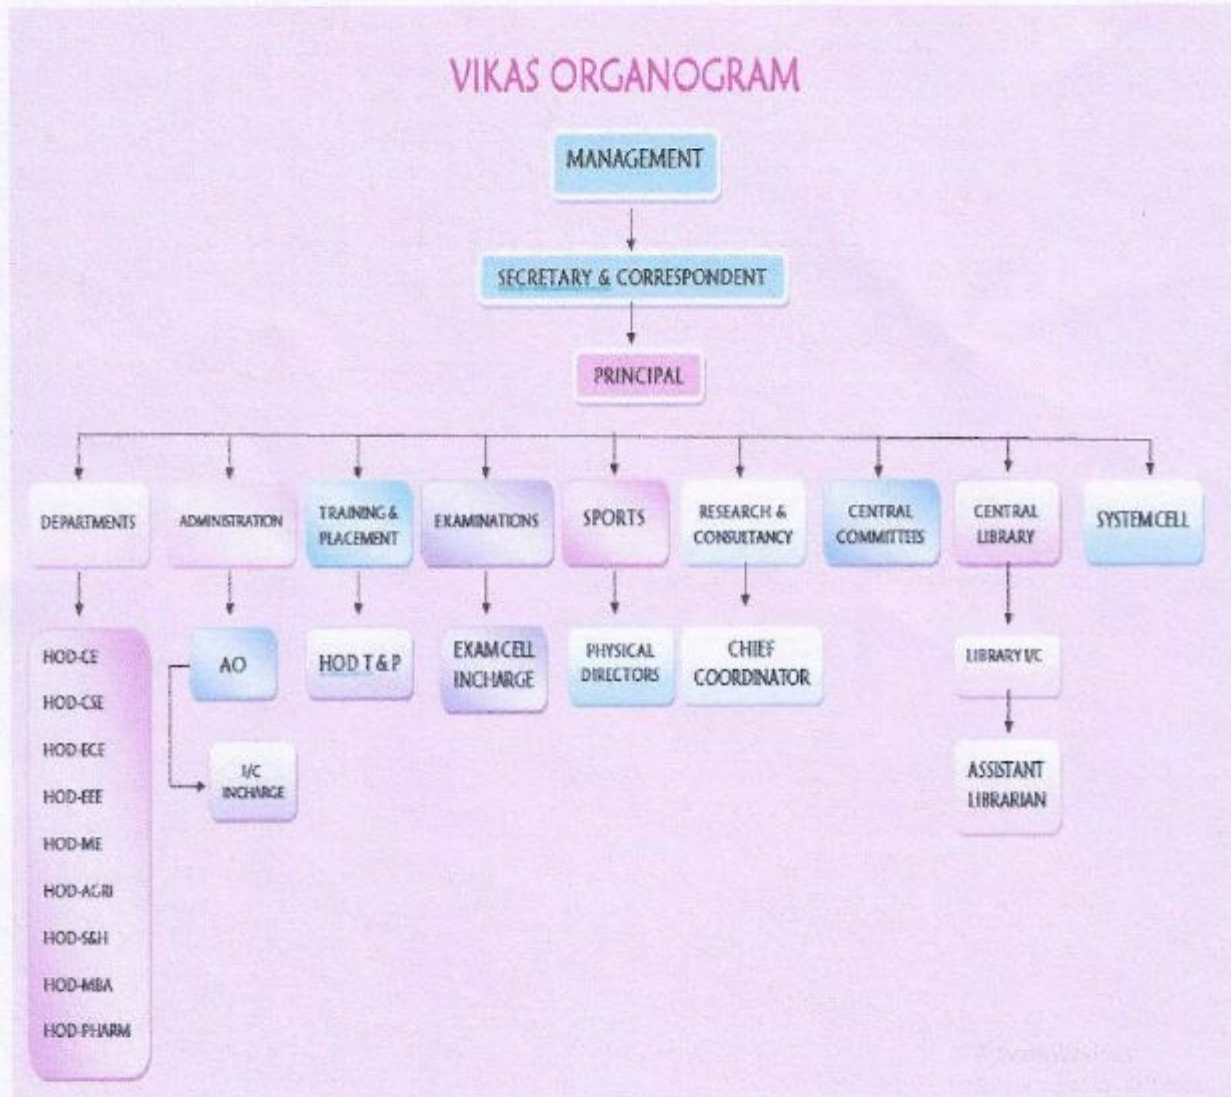 VIKAS ORGANOGRAM
MANAGEMENT
SECRETARY & CORRESPONDENT
PRINCIPAL
DEPARTMENTS
ADMINISTRATION
TRAINING &
PLACEMENT
EXAMINATIONS
SPORTS
RESEARCH &
CONSULTANCY
CENTRAL
COMMITTEES
CENTRAL
LIBRARY
SYSTEM CELL
HOD-CE
HOD-CSE
HOD-ECE
HOD-EEE
HOD-ME
HOD-AGRI
HOD-S&H
HOD-MBA
HOD-PHARM
AO
I/C
INCHARGE
HOD T & P
EXAM CELL
INCHARGE
PHYSICAL
DIRECTORS
CHIEF
COORDINATOR
LIBRARY I/C
ASSISTANT
LIBRARIAN